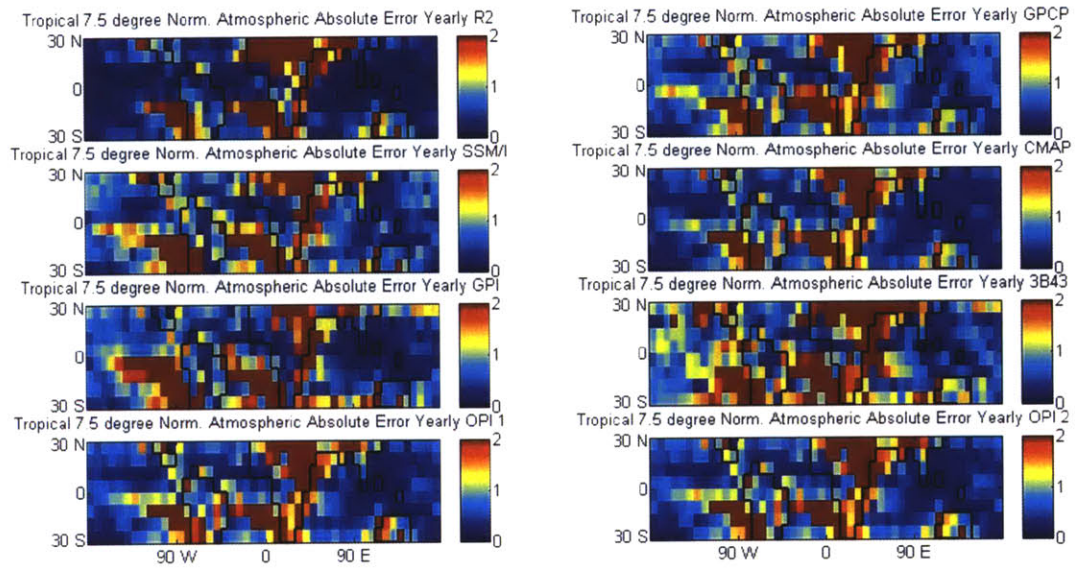 Tropical 7.5 degree Norm. Atmospheric Absolute Error Yearly R2
30 N
0
30 S
2
1
0
Tropical 7.5 degree Norm. Atmospheric Absolute Error Yearly SSM/I
30 N
0
30 S
2
1
0
Tropical 7.5 degree Norm. Atmospheric Absolute Error Yearly GPI
30 N
0
30 S
2
1
0
Tropical 7.5 degree Norm. Atmospheric Absolute Error Yearly OPI 1
30 N
0
30 S
90 W
0
90 E
2
1
0
Tropical 7.5 degree Norm. Atmospheric Absolute Error Yearly GPCP
30 N
0
30 S
2
1
0
Tropical 7.5 degree Norm. Atmospheric Absolute Error Yearly CMAP
30 N
0
30 S
2
1
0
Tropical 7.5 degree Norm. Atmospheric Absolute Error Yearly 3B43
30 N
0
30 S
2
1
0
Tropical 7.5 degree Norm. Atmospheric Absolute Error Yearly OPI 2
30 N
0
30 S
90 W
0
90 E
2
1
0